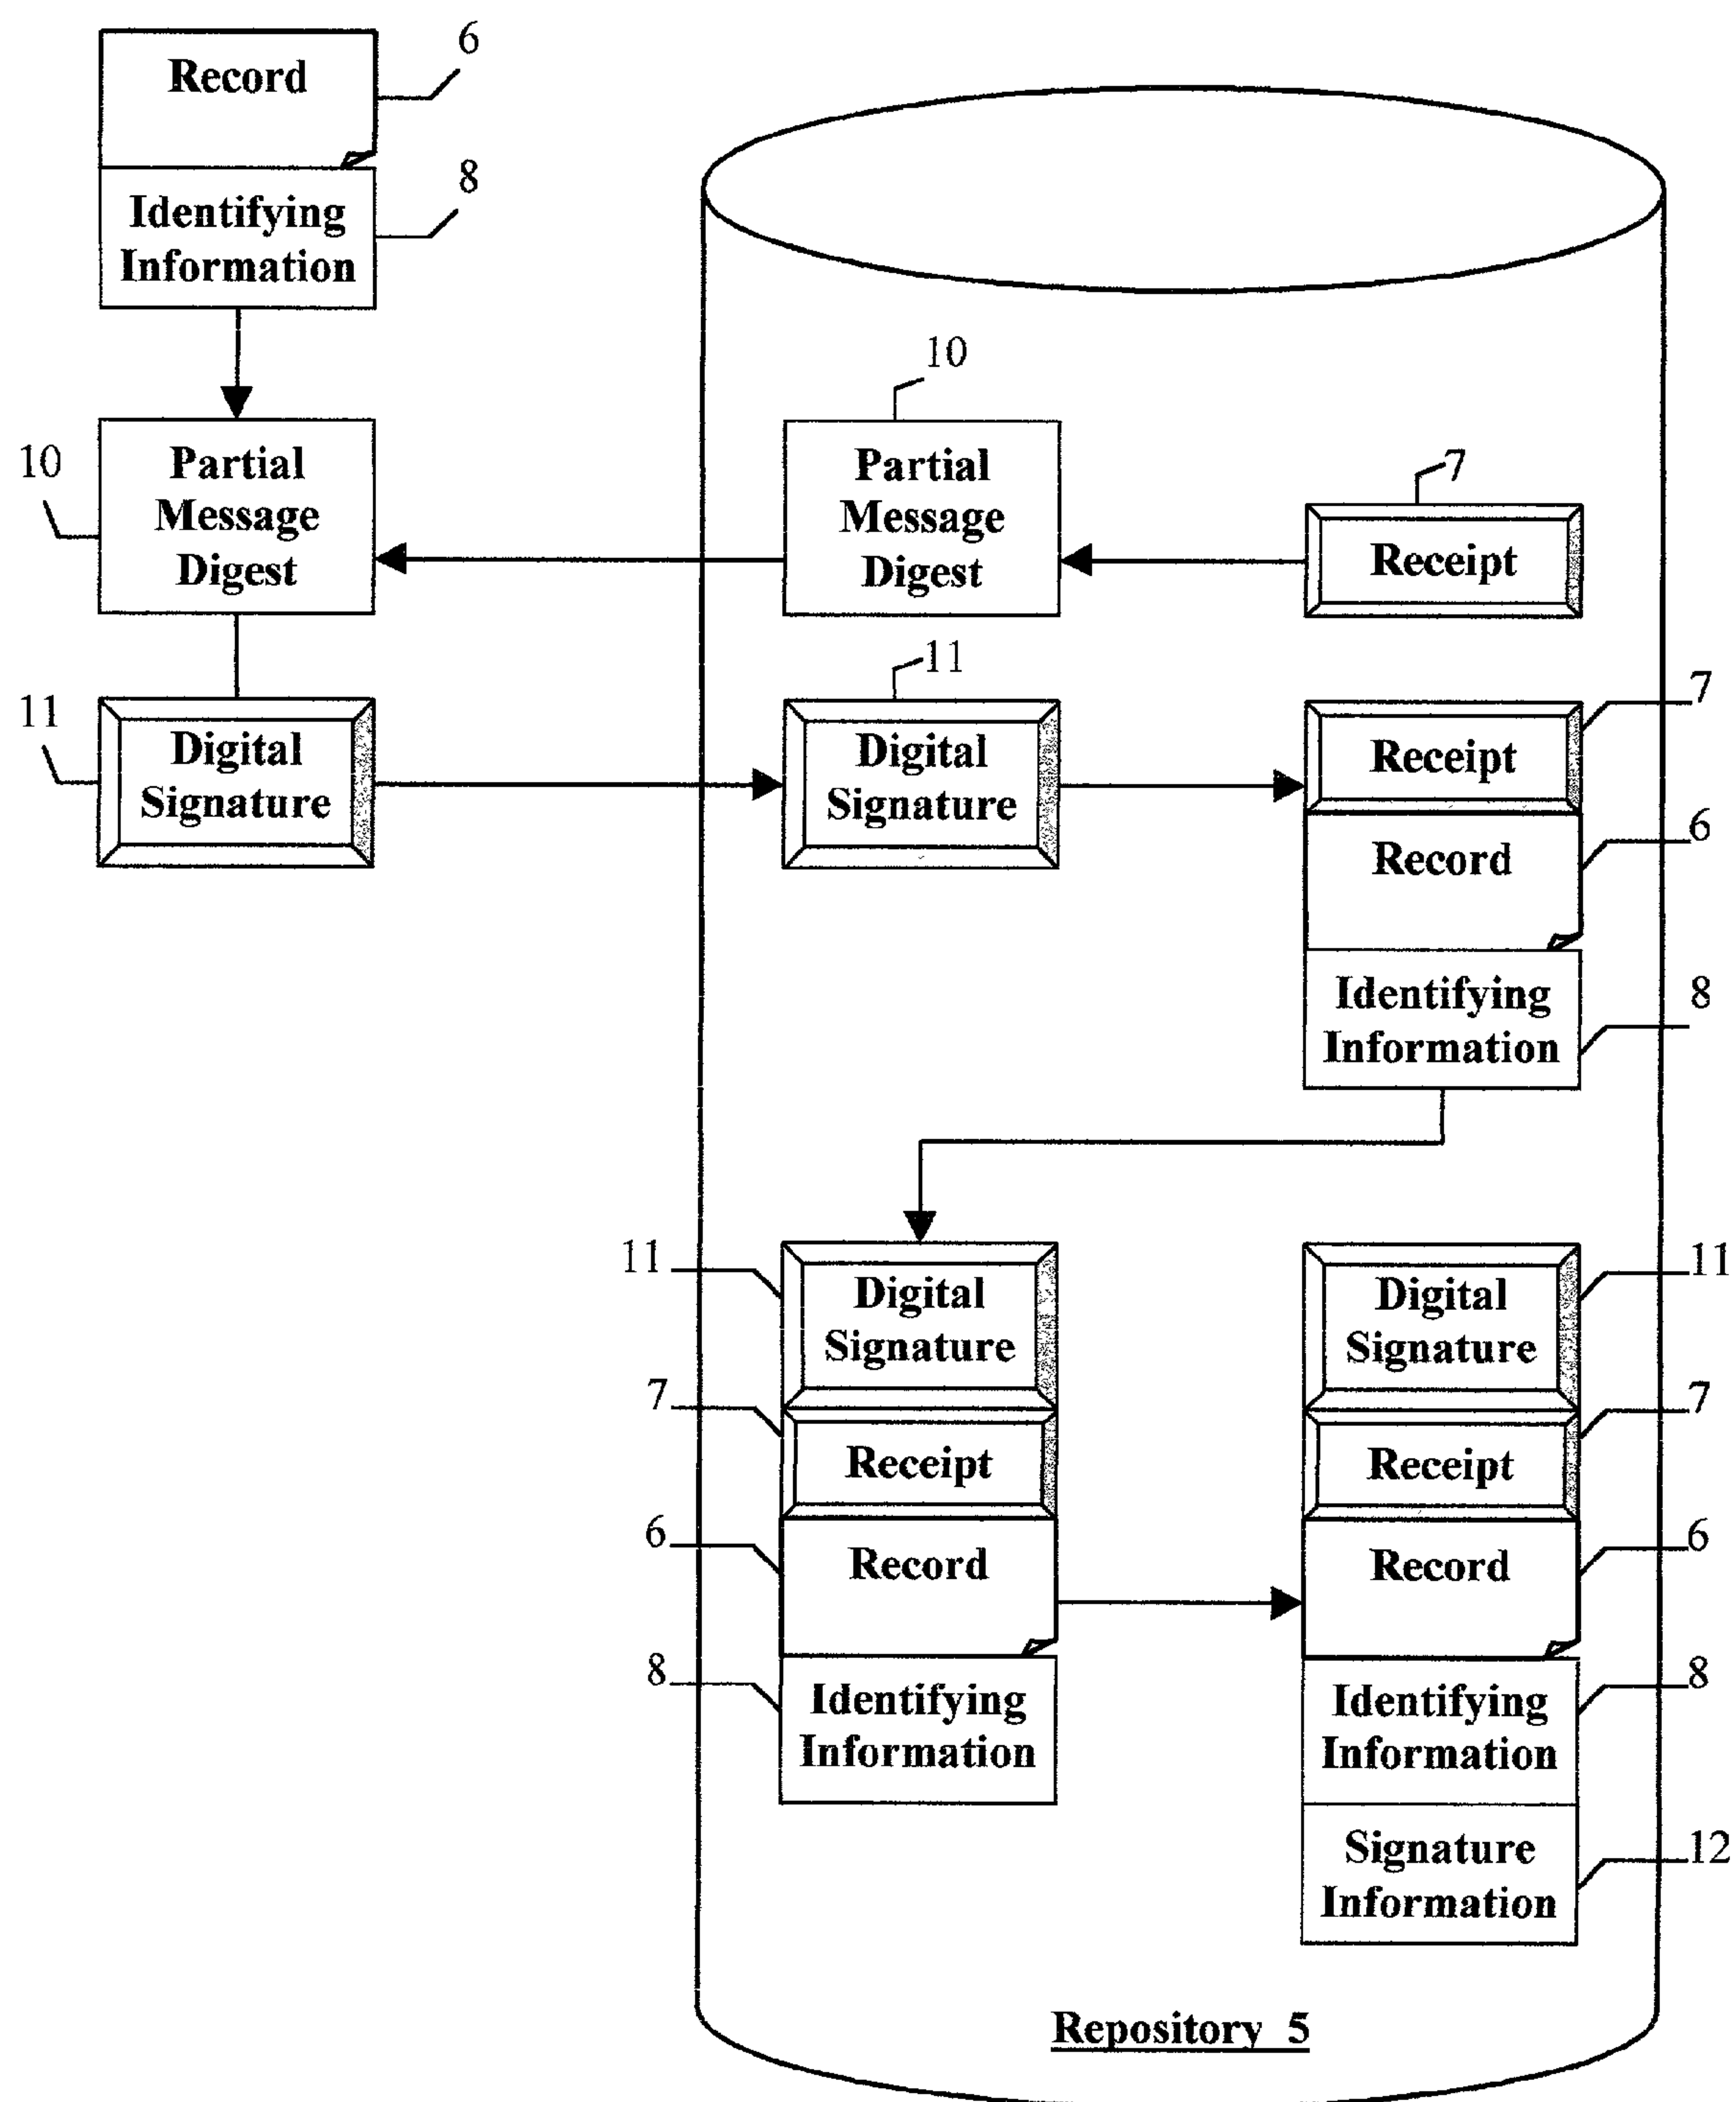 Record
6
Identifying
Information
8
10
Partial
Message
Digest
10
Partial
Message
Digest
7
Receipt
11
Digital
Signature
11
Digital
Signature
Receipt
7
Record
6
Identifying
Information
8
11
Digital
Signature
7
Receipt
6
Record
8
Identifying
Information
Digital
Signature
11
Receipt
7
Record
6
Identifying
Information
8
Signature
Information
12
Repository 5